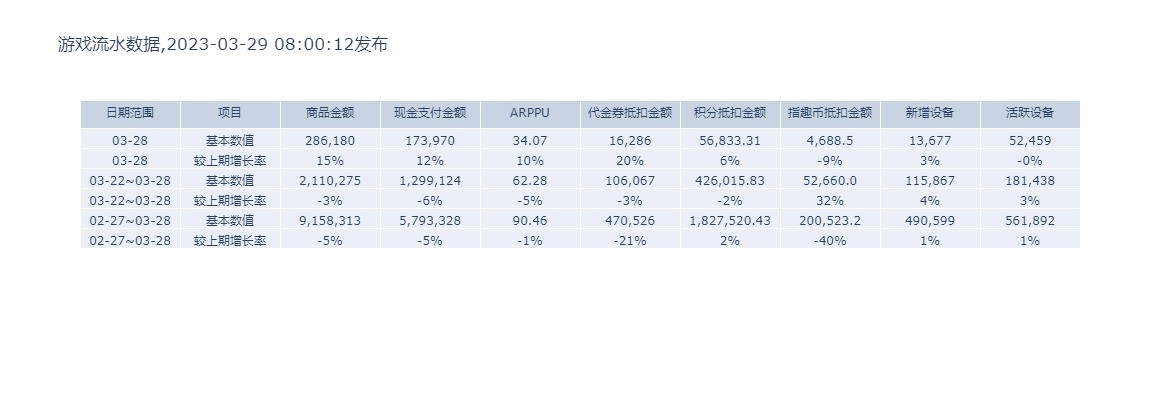 游戏流水数据,2023-03-29 08:00:12发布
日期范围 项目 商品金额 现金支付金额 ARPPU 代金券抵扣金额 积分抵扣金额 指趣币抵扣金额 新增设备 活跃设备
03-28 基本数值 286,180 173,970 34.07 16,286 56,833.31 4,688.5 13,677 52,459
03-28 较上期增长率 15% 12% 10% 20% 6% -9% 3% -0%
03-22~03-28 基本数值 2,110,275 1,299,124 62.28 106,067 426,015.83 52,660.0 115,867 181,438
03-22~03-28 较上期增长率 -3% -6% -5% -3% -2% 32% 4% 3%
02-27~03-28 基本数值 9,158,313 5,793,328 90.46 470,526 1,827,520.43 200,523.2 490,599 561,892
02-27~03-28 较上期增长率 -5% -5% -1% -21% 2% -40% 1% 1%